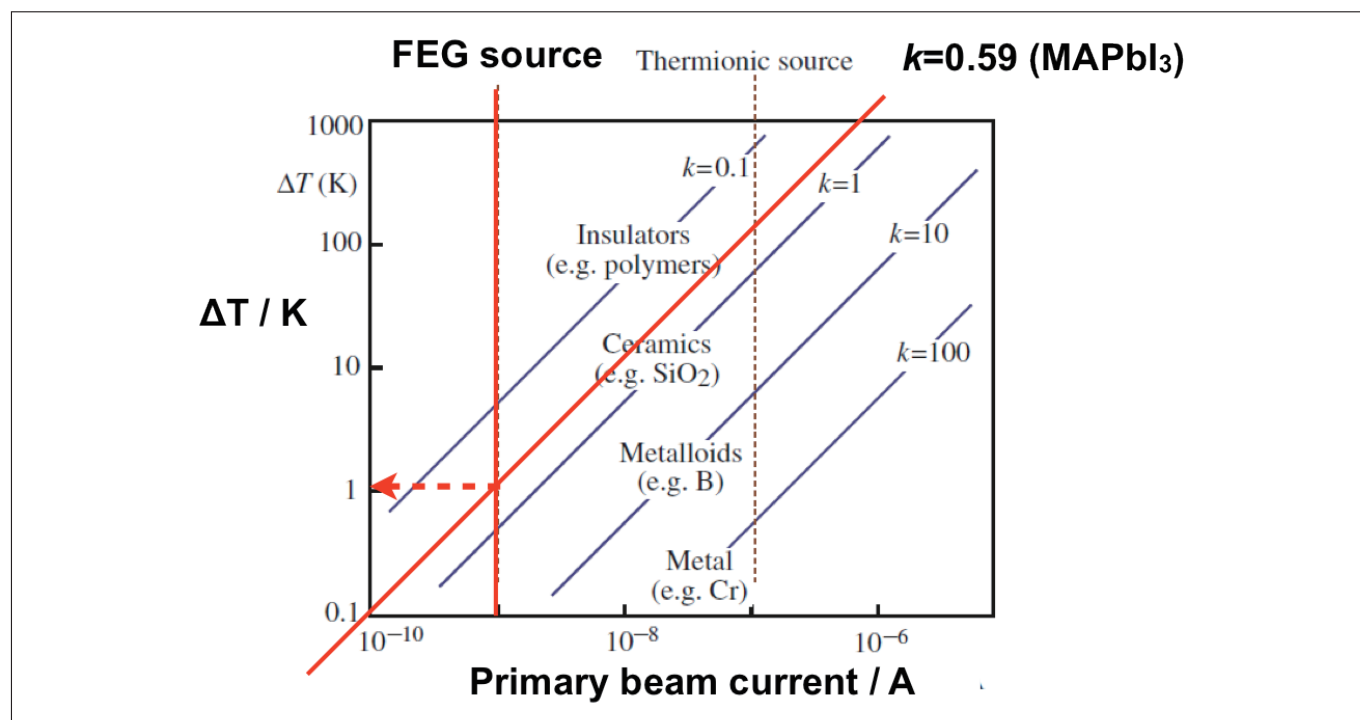 FEG source
Thermionic source
k=0.59 (MAPbI₃)
1000
ΔT (K)
100
ΔT / K
10
1
0.1
k=0.1
k=1
k=10
k=100
Insulators
(e.g. polymers)
Ceramics
(e.g. SiO₂)
Metalloids
(e.g. B)
Metal
(e.g. Cr)
10⁻¹⁰
10⁻⁸
10⁻⁶
Primary beam current / A